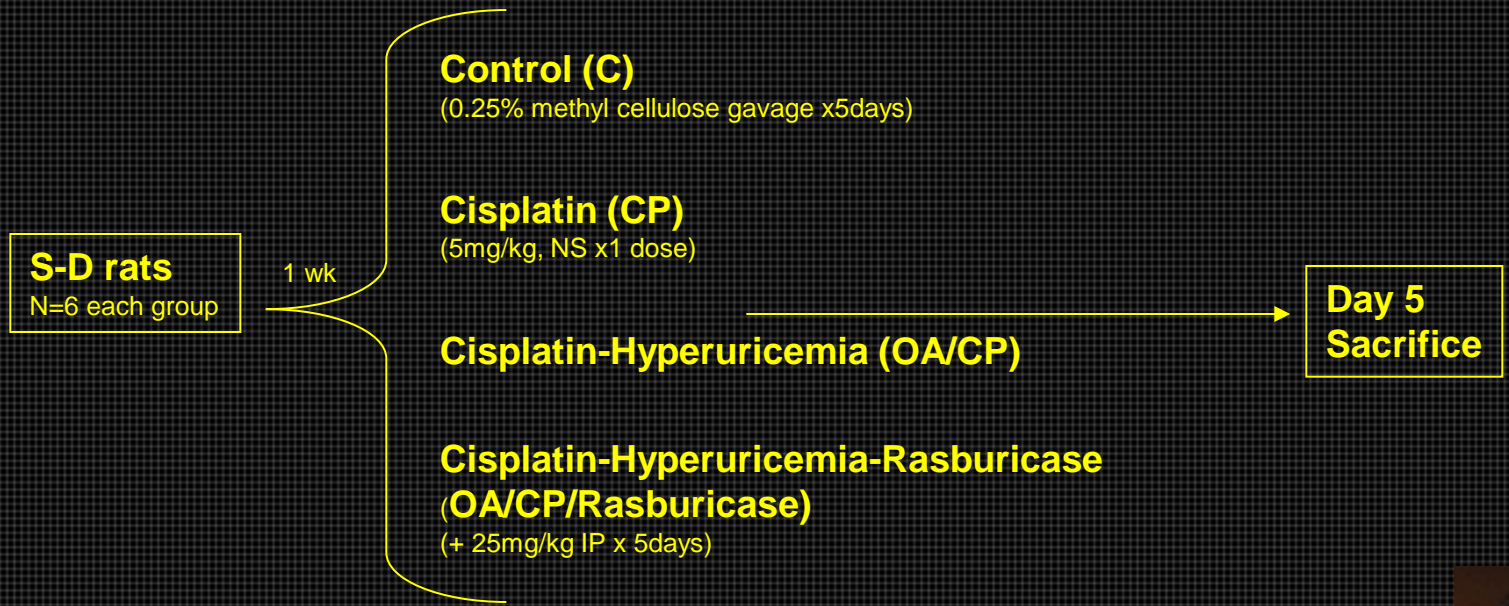 S-D rats
N=6 each group
1 wk
Control (C)
(0.25% methyl cellulose gavage x5days)
Cisplatin (CP)
(5mg/kg, NS x1 dose)
Cisplatin-Hyperuricemia (OA/CP)
Cisplatin-Hyperuricemia-Rasburicase
(OA/CP/Rasburicase)
(+ 25mg/kg IP x 5days)
Day 5
Sacrifice